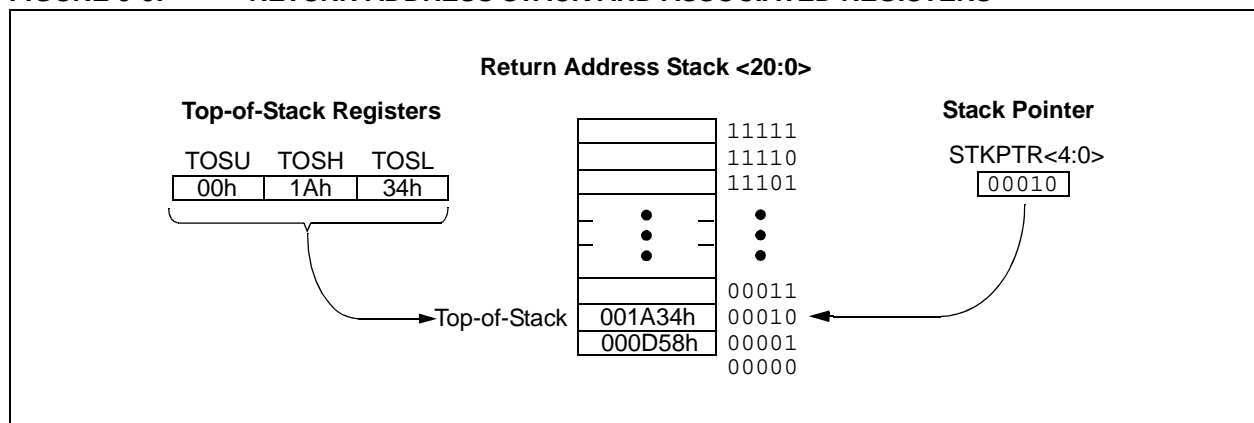 Return Address Stack <20:0>
Top-of-Stack Registers
Stack Pointer
TOSU TOSH TOSL
STKPTR<4:0>
00h 1Ah 34h
00010
11111
11110
11101
00011
Top-of-Stack 001A34h 00010
000D58h 00001
00000